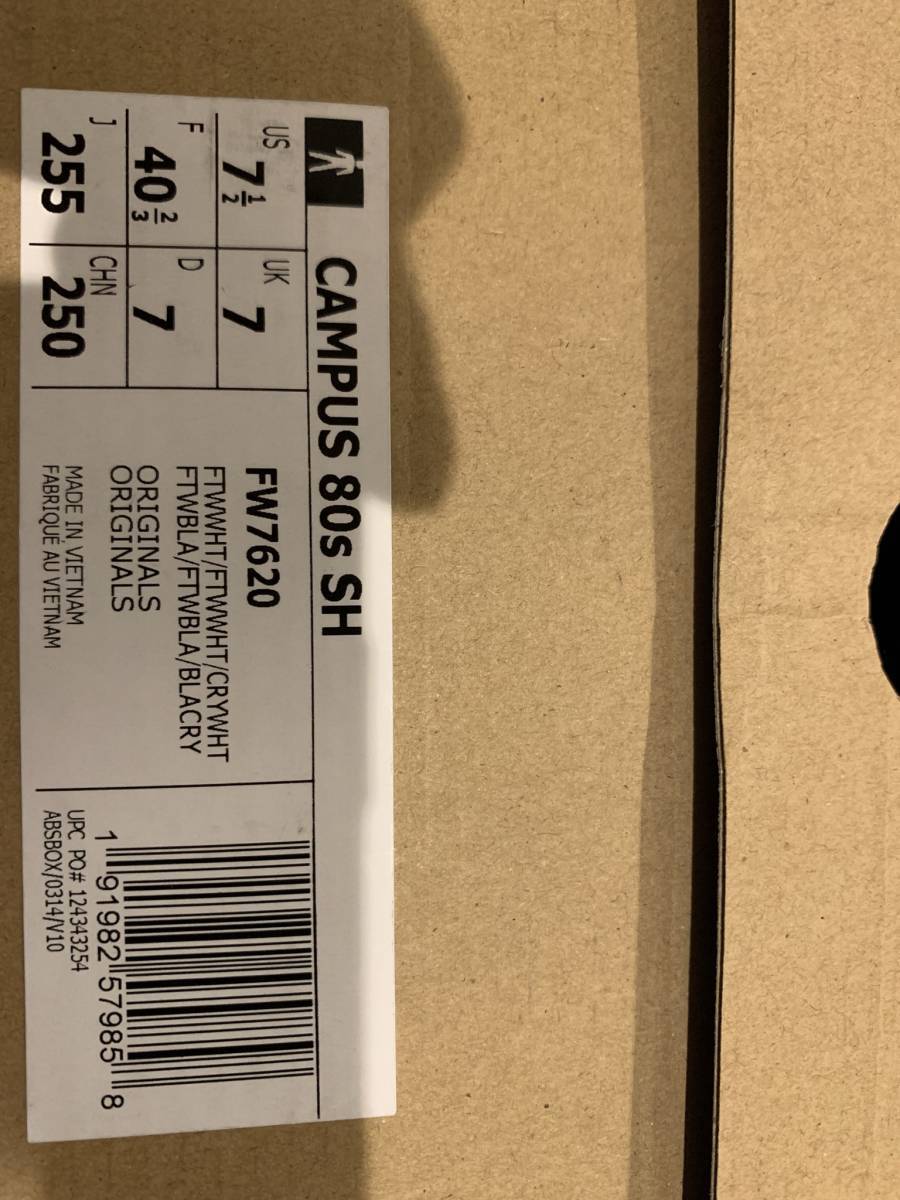 CAMPUS 80s SH
US 7½ UK 7
F 40⅔ D 7
J 255 CHN 250
FW7620
FTWWHT/FTWWHT/CRYWHT
FTWBLA/FTWBLA/BLACRY
ORIGINALS
ORIGINALS
MADE IN VIETNAM
FABRIQUÉ AU VIETNAM
1 91982 57985 8
UPC PO# 124343254
ABSBOX/0314/V10